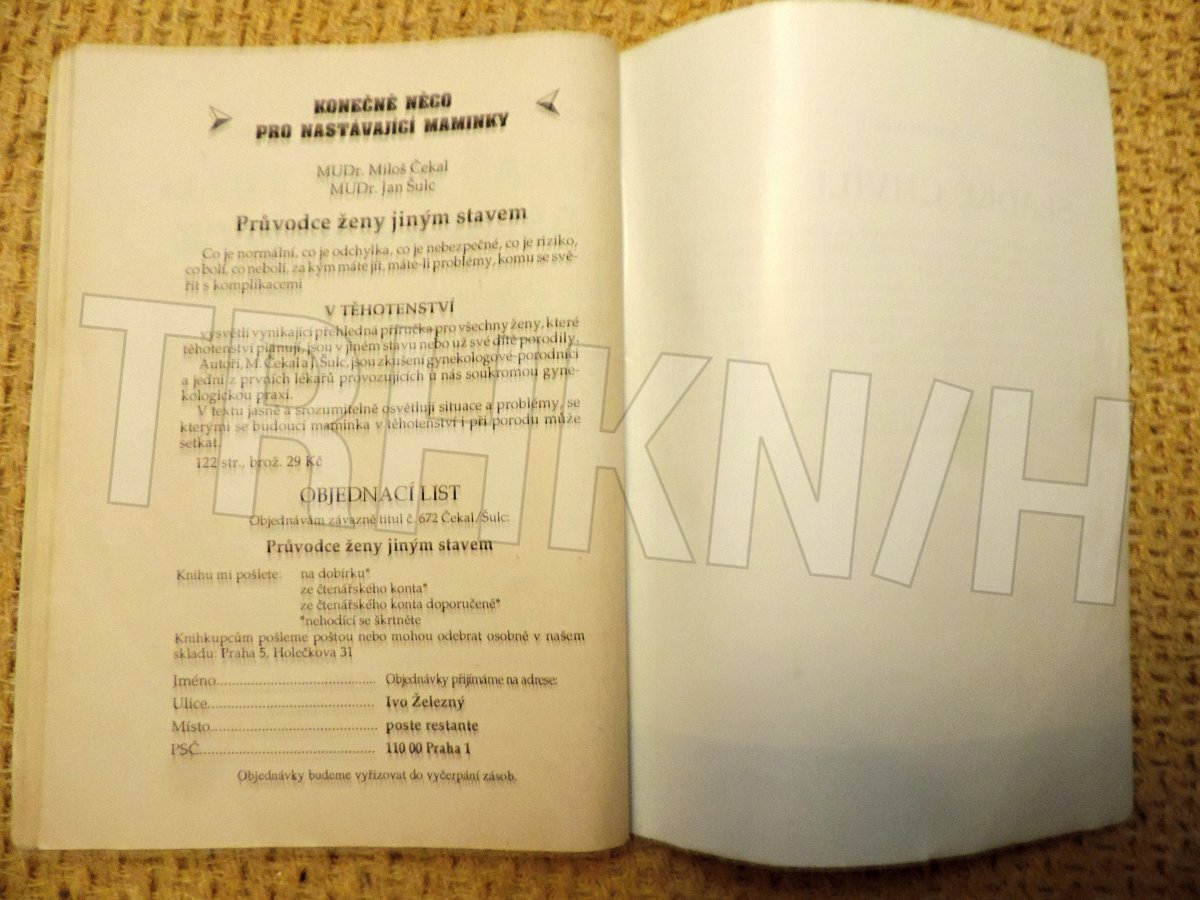 KONEČNĚ NĚCO
PRO NASTÁVAJÍCÍ MAMINKY
MUDr. Miloš Čekal
MUDr. Jan Šulc
Průvodce ženy jiným stavem
Co je normální, co je odchylka, co je nebezpečné, co je riziko,
co bolí, co nebolí, za kým máte jít, máte-li problémy, komu se svě-
řit s komplikacemi
V TĚHOTENSTVÍ
vysvětlí vynikající přehledná příručka pro všechny ženy, které
těhotenství plánují, jsou v jiném stavu nebo už své dítě porodily.
Autoři, M. Čekal a J. Šulc, jsou zkušení gynekologové-porodníci
a jedni z prvních lékařů provozujících u nás soukromou gyne-
kologickou praxi.
V textu jasně a srozumitelně osvětlují situace a problémy, se
kterými se budoucí maminka v těhotenství i při porodu může
setkat.
122 str., brož. 29 Kč
OBJEDNACÍ LIST
Objednávám závazně titul č. 672 Čekal/Šulc:
Průvodce ženy jiným stavem
Knihu mi pošlete: na dobírku*
ze čtenářského konta*
ze čtenářského konta doporučeně*
*nehodící se škrtněte
Knihkupcům pošleme poštou nebo mohou odebrat osobně v našem
skladu: Praha 5, Holečkova 31
Jméno........................................ Objednávky přijímáme na adrese:
Ulice.......................................... Ivo Železný
Místo......................................... poste restante
PSČ............................................ 110 00 Praha 1
Objednávky budeme vyřizovat do vyčerpání zásob.
TRHKNIH